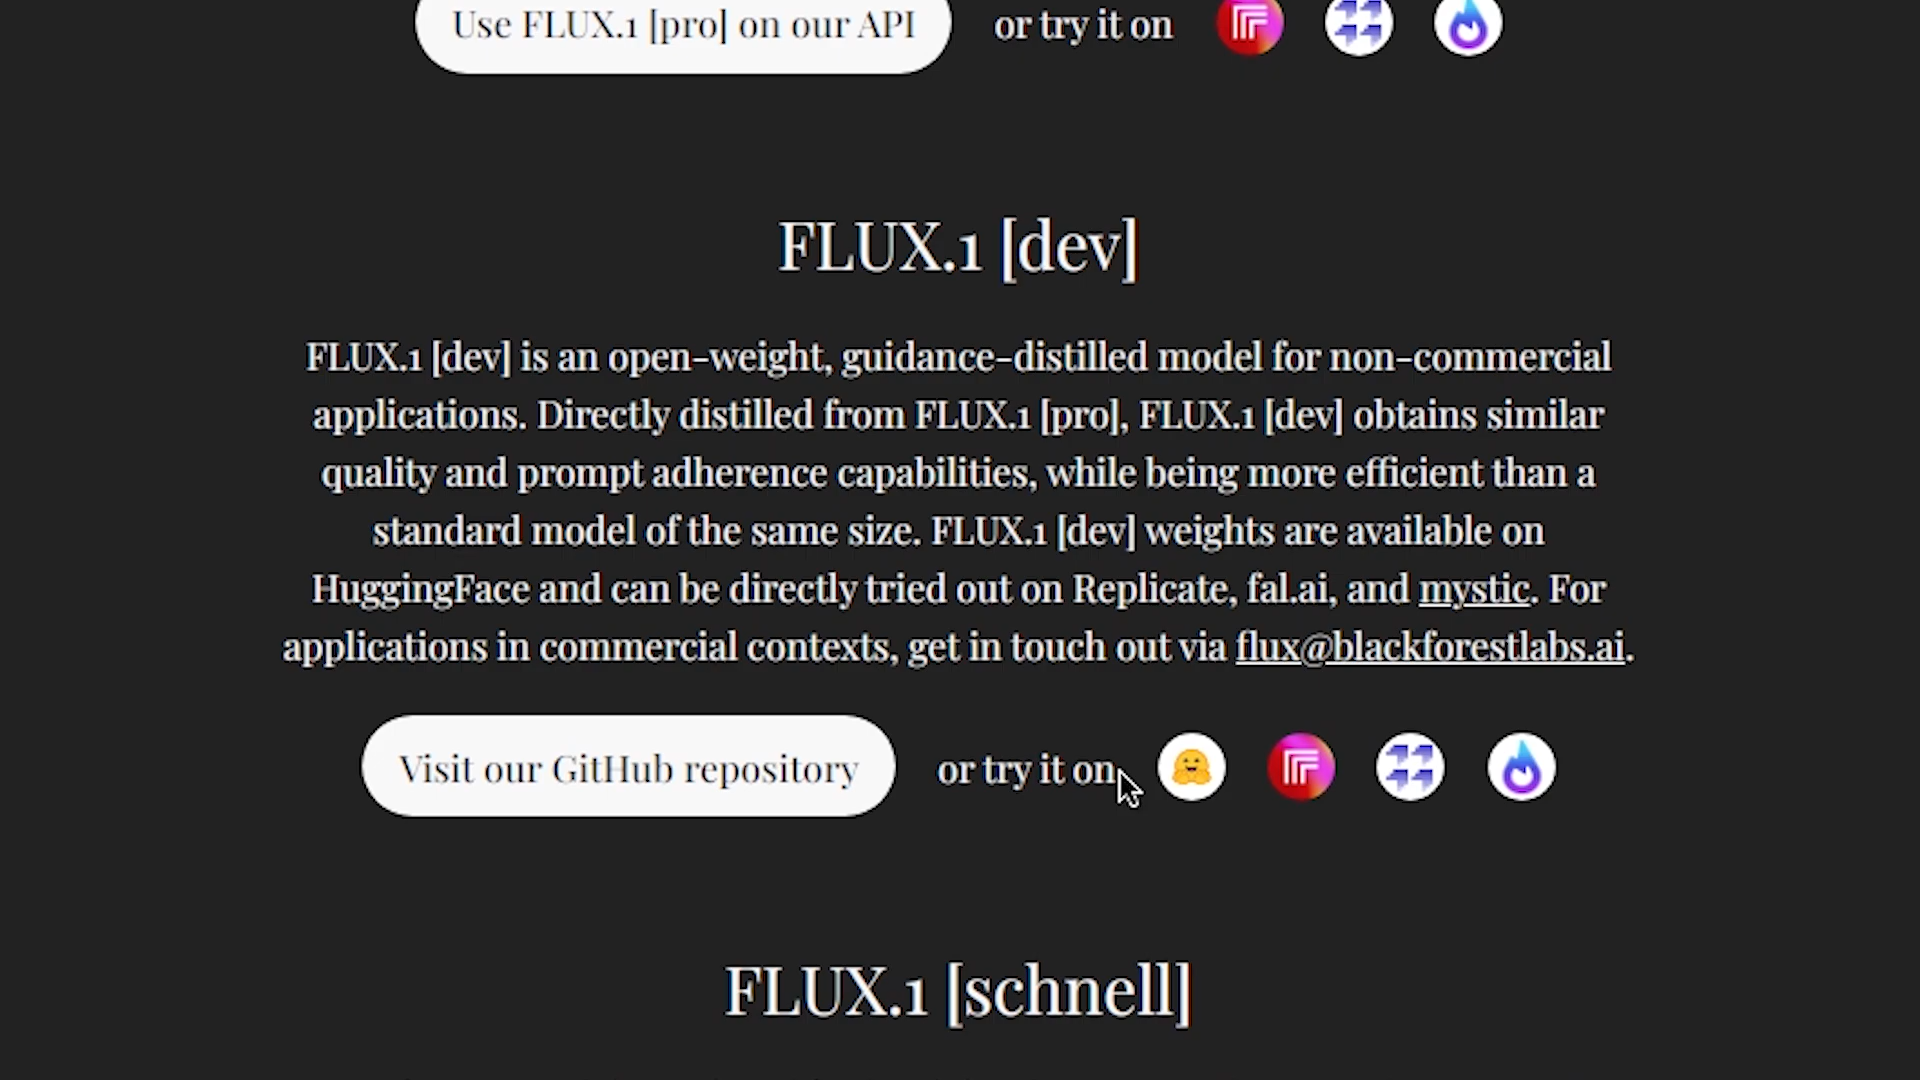 Use FLUX.1 [pro] on our API or try it on
FLUX.1 [dev]
FLUX.1 [dev] is an open-weight, guidance-distilled model for non-commercial
applications. Directly distilled from FLUX.1 [pro], FLUX.1 [dev] obtains similar
quality and prompt adherence capabilities, while being more efficient than a
standard model of the same size. FLUX.1 [dev] weights are available on
HuggingFace and can be directly tried out on Replicate, fal.ai, and mystic. For
applications in commercial contexts, get in touch out via flux@blackforestlabs.ai.
Visit our GitHub repository or try it on
FLUX.1 [schnell]